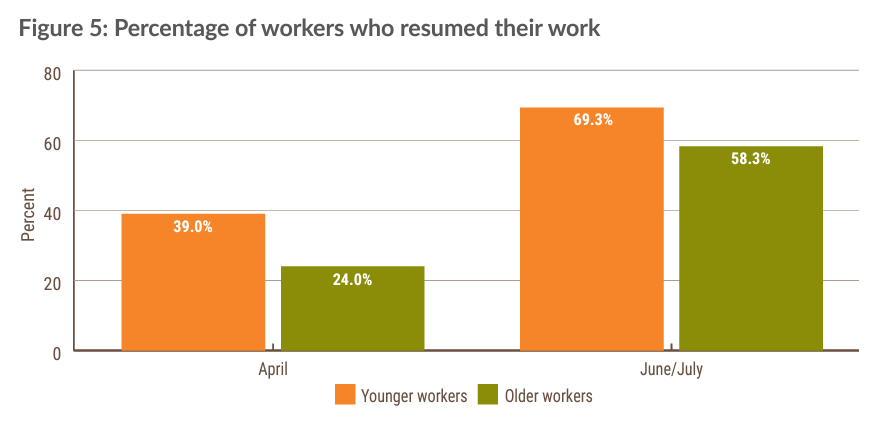 Figure 5: Percentage of workers who resumed their work
80
60
40
20
0
Percent
39.0%
24.0%
69.3%
58.3%
April
June/July
Younger workers
Older workers